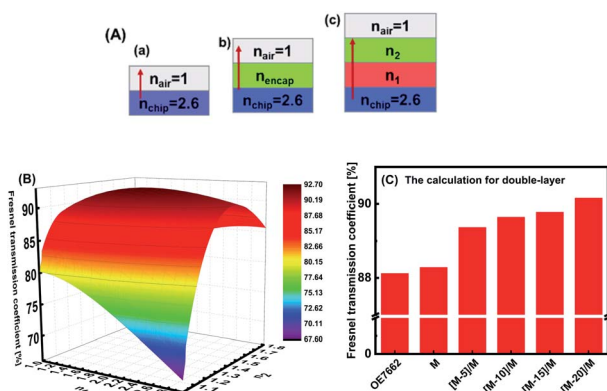 (A)
(a)
n_air=1
n_chip=2.6
b)
n_air=1
n_encap
n_chip=2.6
c)
n_air=1
n_2
n_1
n_chip=2.6
(B)
Fresnel transmission coefficient [%]
90
85
80
75
70
92.70
90.19
87.68
85.17
82.66
80.15
77.64
75.13
72.62
70.11
67.60
n_2
(C) The calculation for double-layer
Fresnel transmission coefficient [%]
90
88
0
OE7662
M
[M-5]/M
[M-10]/M
[M-15]/M
[M-20]/M